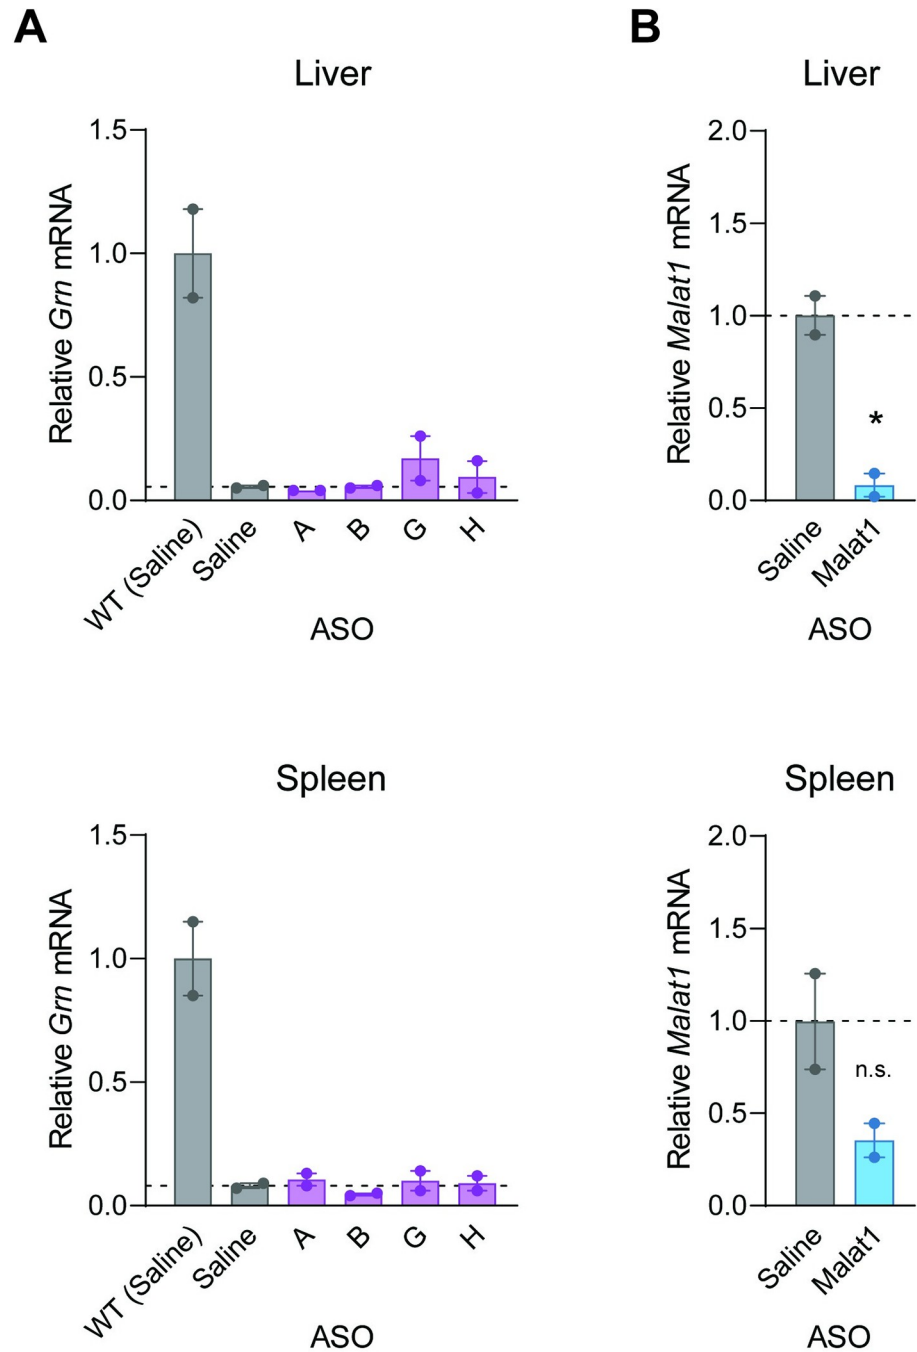 A
Liver
Relative Grn mRNA
1.5
1.0
0.5
0.0
WT (Saline)
Saline
A
B
G
H
ASO
B
Liver
Relative Malat1 mRNA
2.0
1.5
1.0
0.5
0.0
*
Saline
Malat1
ASO
Spleen
Relative Grn mRNA
1.5
1.0
0.5
0.0
WT (Saline)
Saline
A
B
G
H
ASO
Spleen
Relative Malat1 mRNA
2.0
1.5
1.0
0.5
0.0
n.s.
Saline
Malat1
ASO